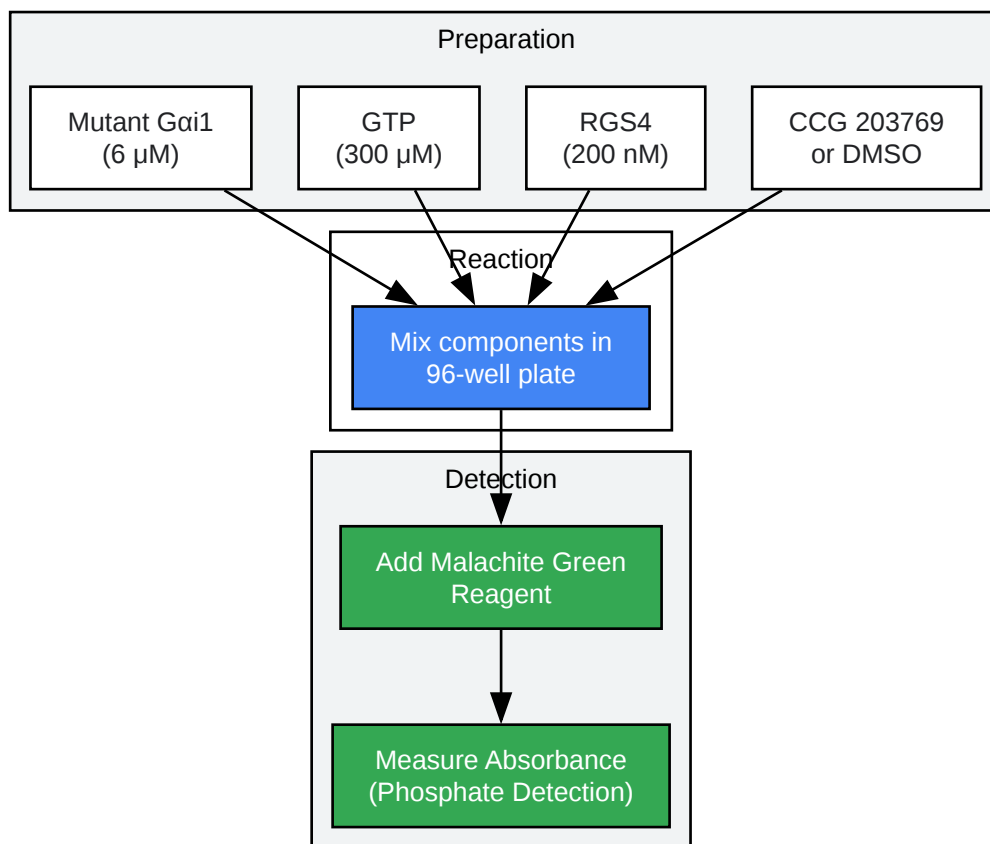 Preparation
Mutant Gαi1
(6 μM)
GTP
(300 μM)
RGS4
(200 nM)
CCG 203769
or DMSO
Reaction
Mix components in
96-well plate
Detection
Add Malachite Green
Reagent
Measure Absorbance
(Phosphate Detection)